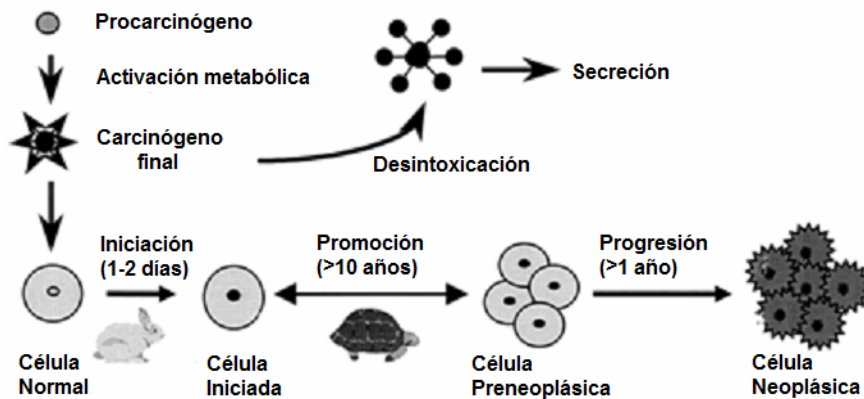 Procarcinógeno
Activación metabólica
Carcinógeno
final
Desintoxicación
Secreción
Iniciación
(1-2 días)
Promoción
(>10 años)
Progresión
(>1 año)
Célula
Normal
Célula
Iniciada
Célula
Preneoplásica
Célula
Neoplásica